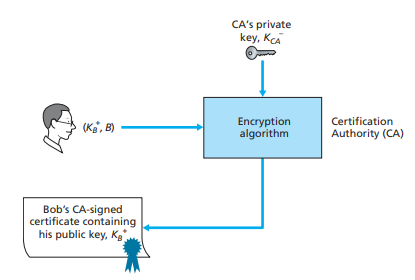 CA's private
key, K_CA^-
(K_B^+, B)
Encryption
algorithm
Certification
Authority (CA)
Bob's CA-signed
certificate containing
his public key, K_B^+